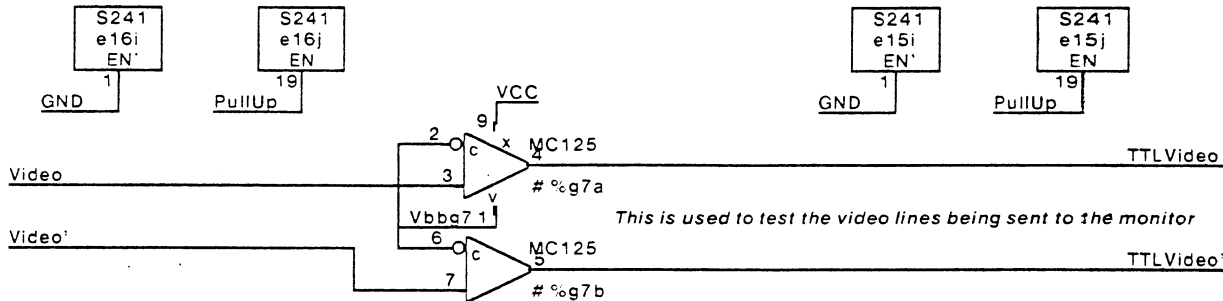 S241 S241 S241 S241
e16i e16j e15i e15j
EN' EN EN' EN
1 19 1 19
GND PullUp GND PullUp
VCC
9
2 x MC125
c 4 TTLVideo
Video 3 # %g7a
v
Vbbg7 1 This is used to test the video lines being sent to the monitor
Video' 6 MC125
c 5 TTLVideo'
7 # %g7b